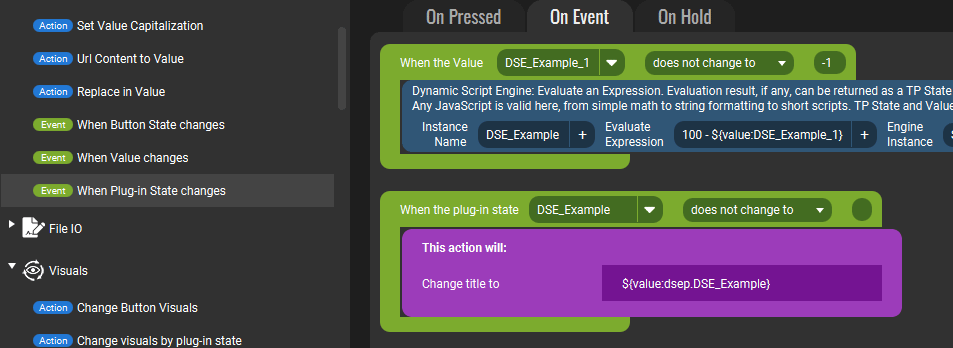 Action Set Value Capitalization
Action Url Content to Value
Action Replace in Value
Event When Button State changes
Event When Value changes
Event When Plug-in State changes
File IO
Visuals
Action Change Button Visuals
Action Change visuals by plug-in state
On Pressed On Event On Hold
When the Value DSE_Example_1 does not change to -1
Dynamic Script Engine: Evaluate an Expression. Evaluation result, if any, can be returned as a TP State
Any JavaScript is valid here, from simple math to string formatting to short scripts. TP State and Value
Instance Name DSE_Example + Evaluate Expression 100 - ${value:DSE_Example_1} + Engine Instance
When the plug-in state DSE_Example does not change to
This action will:
Change title to ${value:dsep.DSE_Example}